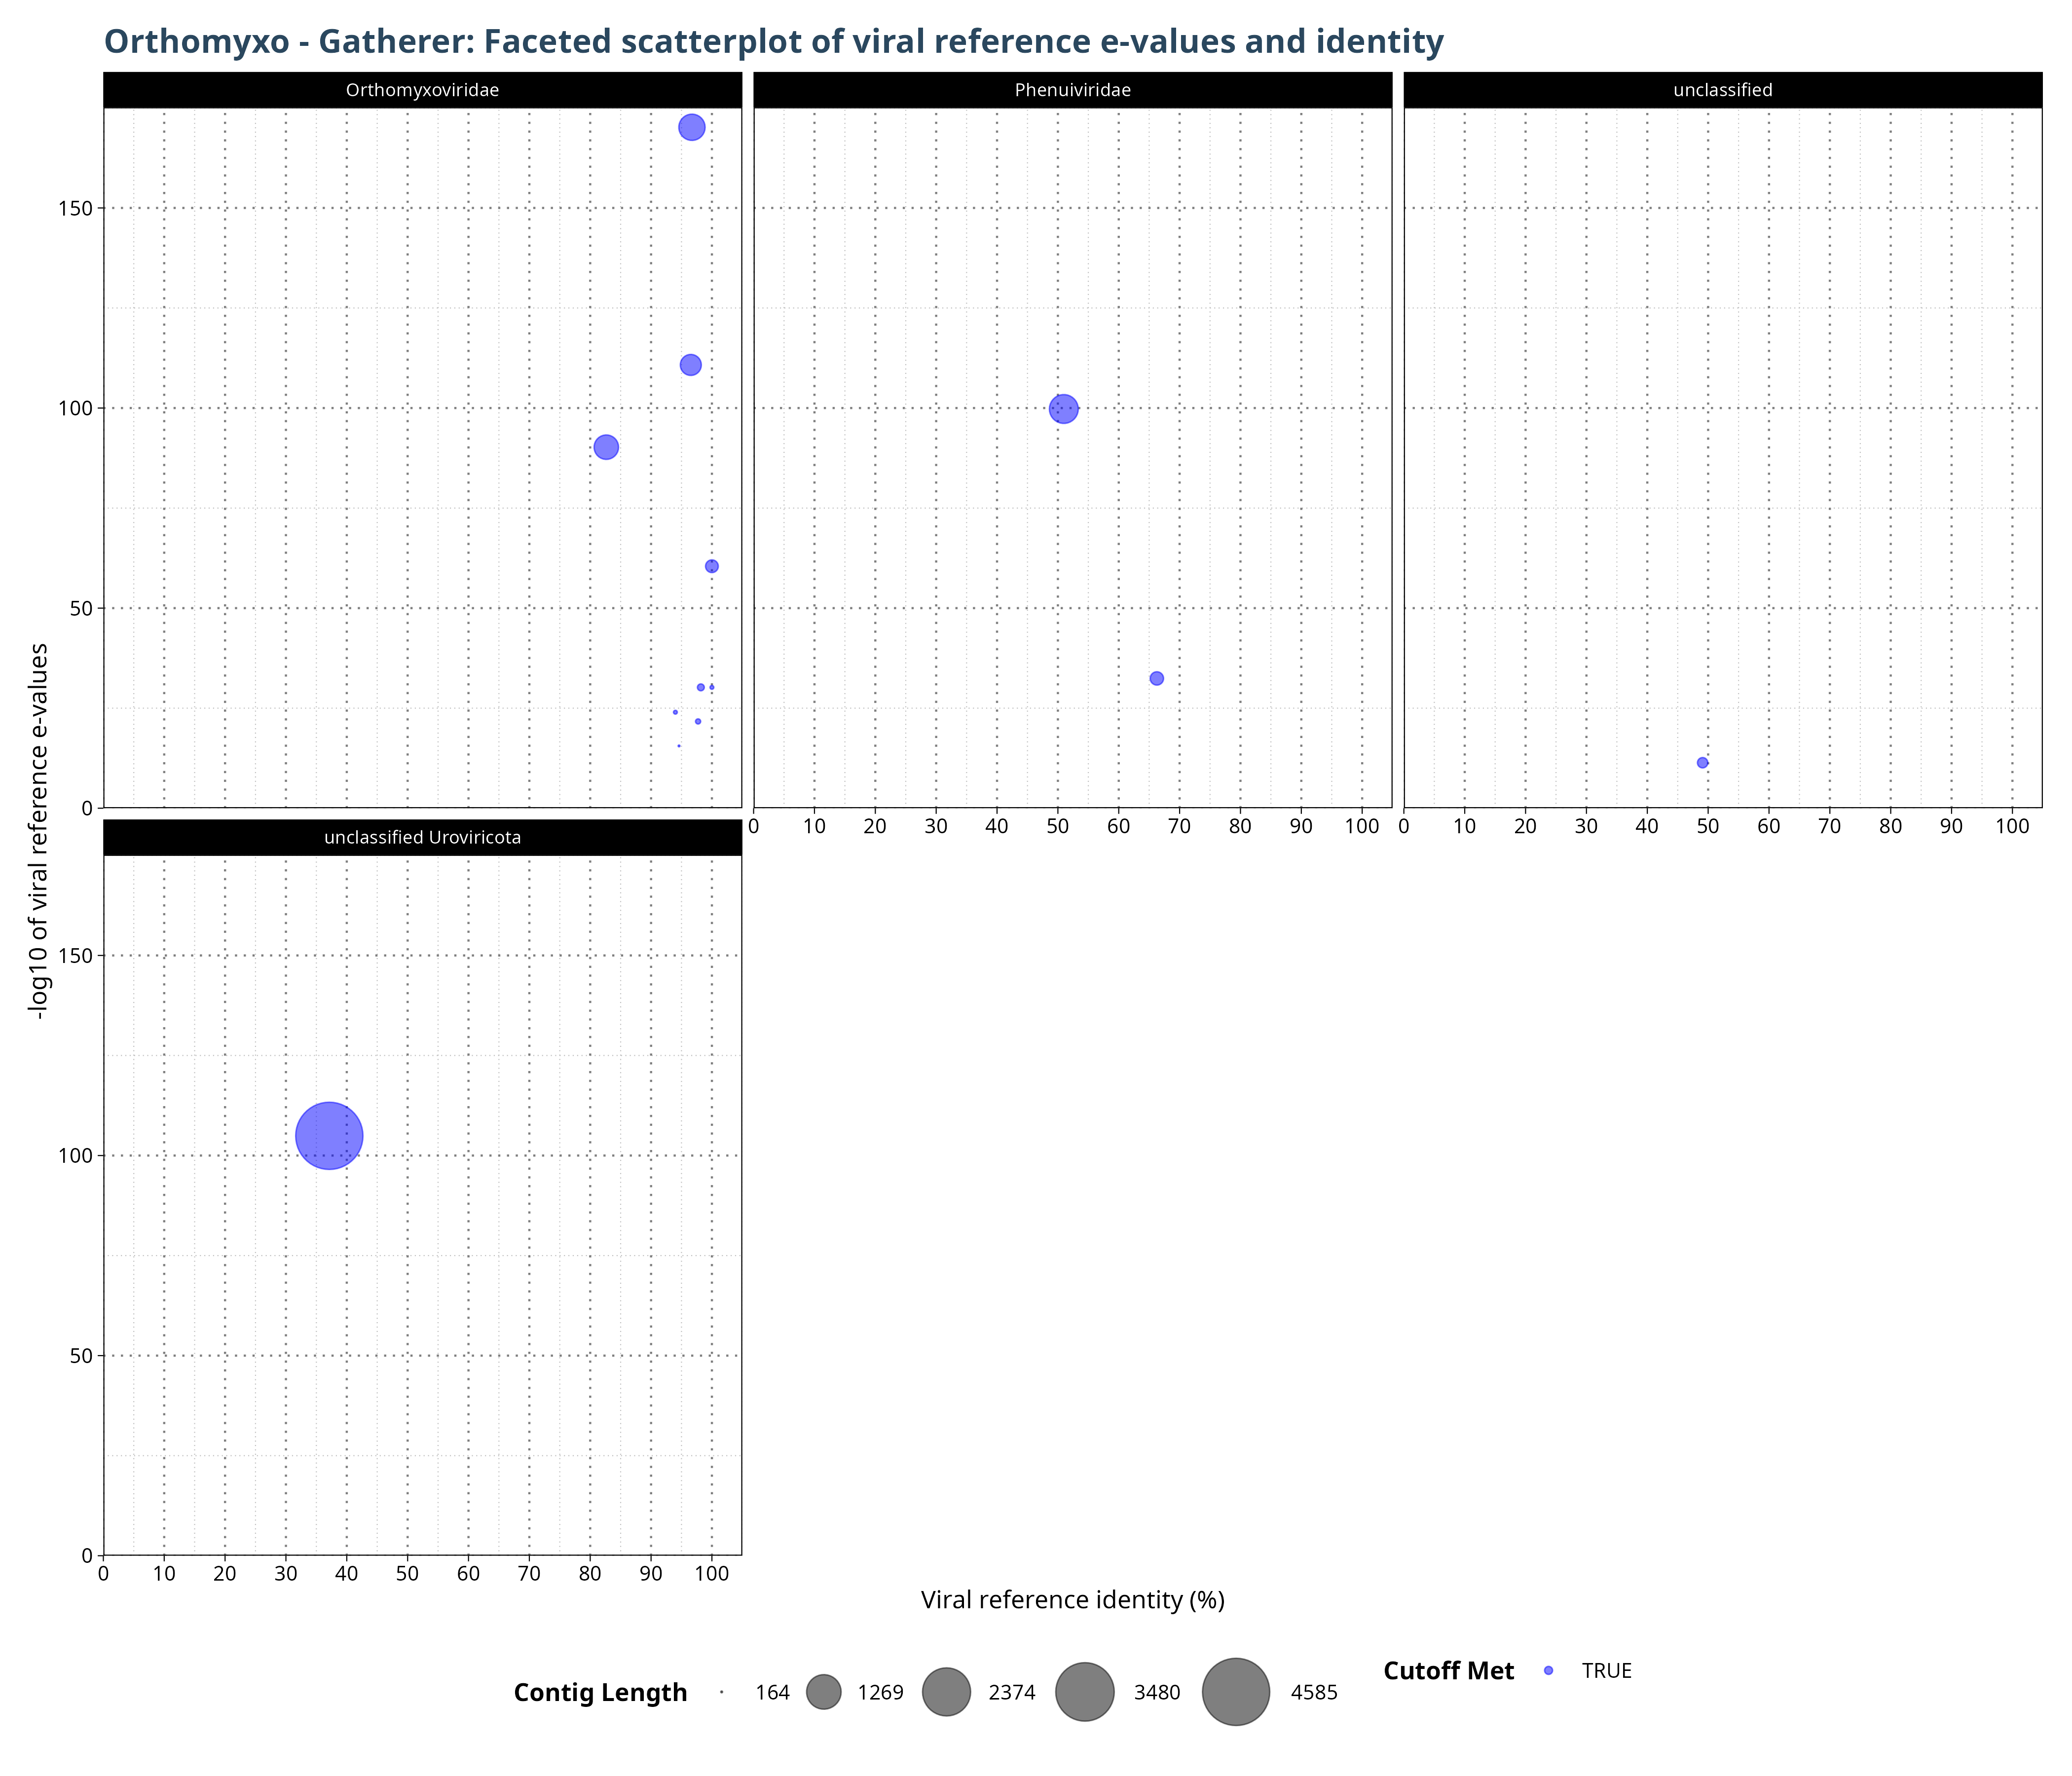 Orthomyxo - Gatherer: Faceted scatterplot of viral reference e-values and identity
Orthomyxoviridae
Phenuiviridae
unclassified
150
100
50
0
0 10 20 30 40 50 60 70 80 90 100
0 10 20 30 40 50 60 70 80 90 100
unclassified Uroviricota
-log10 of viral reference e-values
150
100
50
0
0 10 20 30 40 50 60 70 80 90 100
Viral reference identity (%)
Contig Length 164 1269 2374 3480 4585
Cutoff Met TRUE